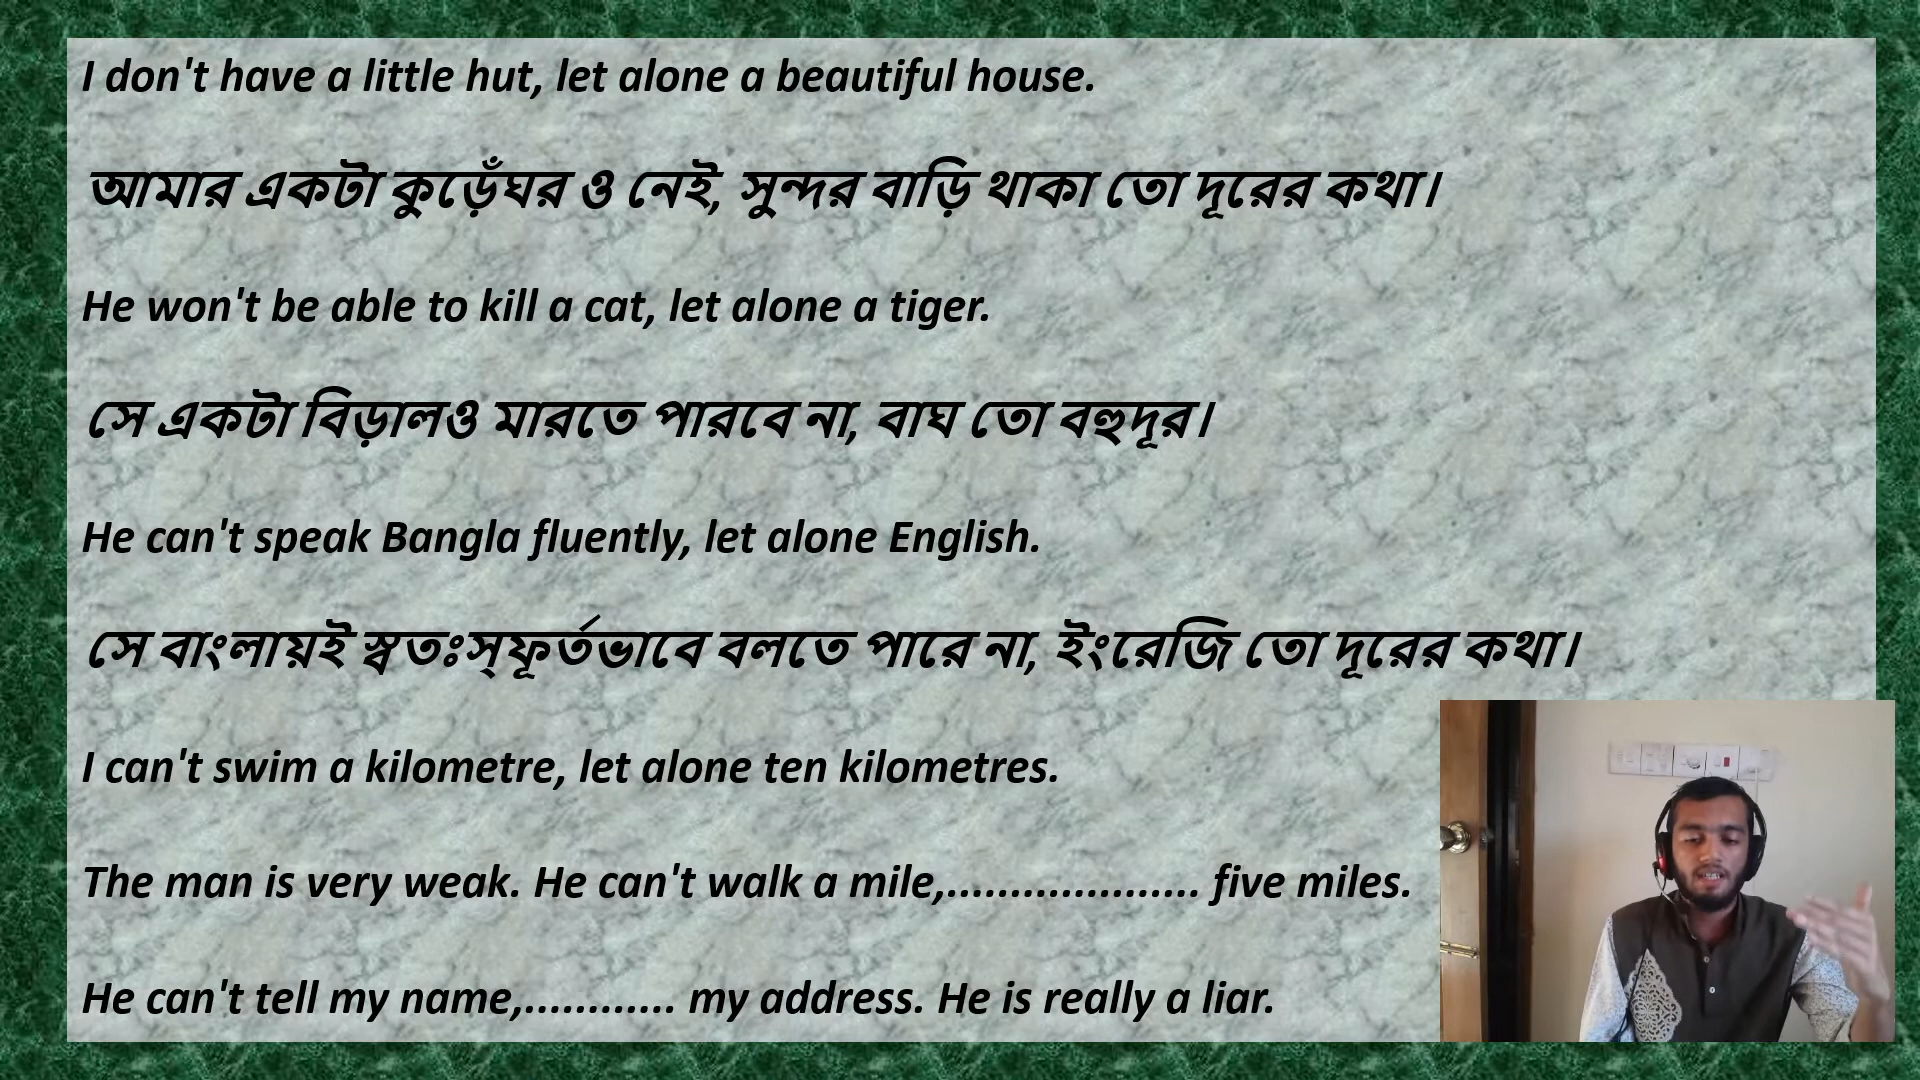 I don't have a little hut, let alone a beautiful house.
আমার একটা কুড়েঁঘর ও নেই, সুন্দর বাড়ি থাকা তো দূরের কথা।
He won't be able to kill a cat, let alone a tiger.
সে একটা বিড়ালও মারতে পারবে না, বাঘ তো বহুদূর।
He can't speak Bangla fluently, let alone English.
সে বাংলায়ই স্বতঃস্ফূর্তভাবে বলতে পারে না, ইংরেজি তো দূরের কথা।
I can't swim a kilometre, let alone ten kilometres.
The man is very weak. He can't walk a mile,.................... five miles.
He can't tell my name,............ my address. He is really a liar.